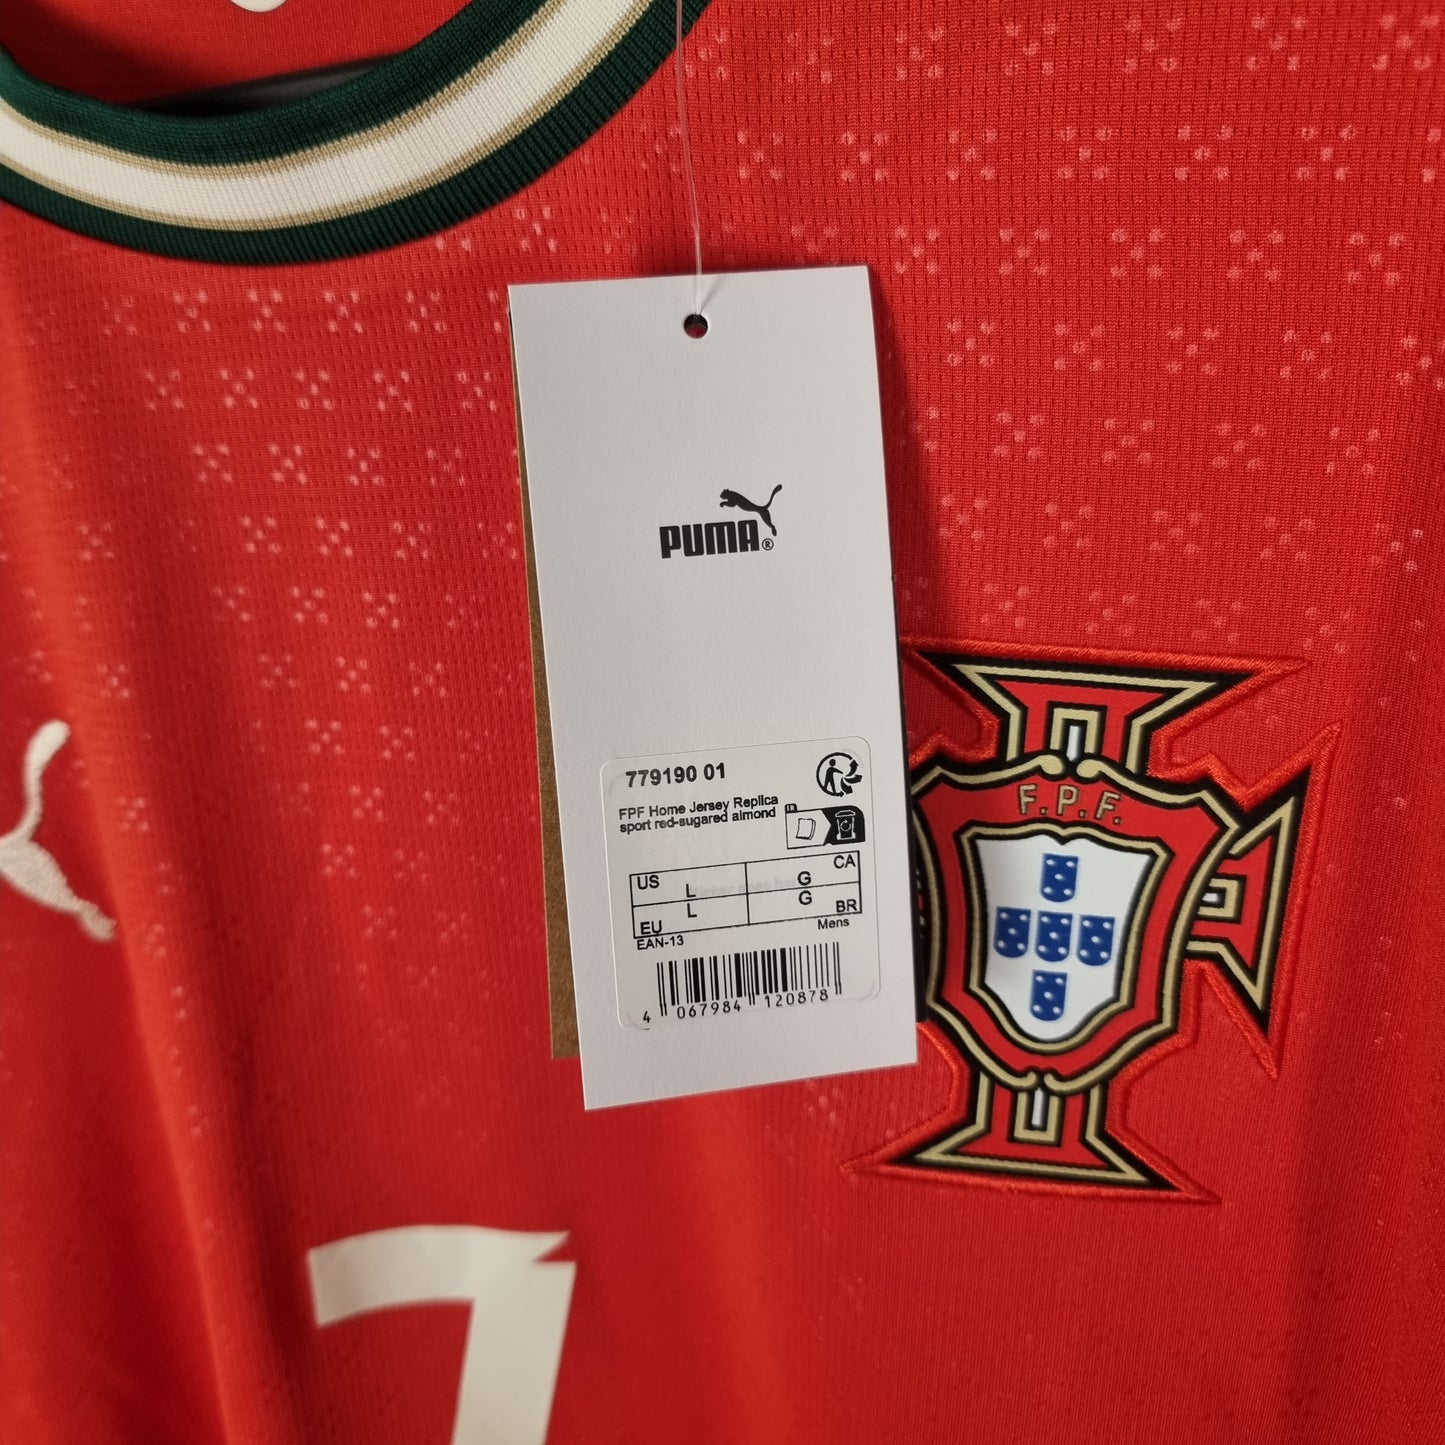 PUMA®
779190 01
FPF Home Jersey Replica
sport red-sugared almond
FR
US L G CA
EU L G BR
EAN-13 Mens
4 067984 120878
F.P.F.
7